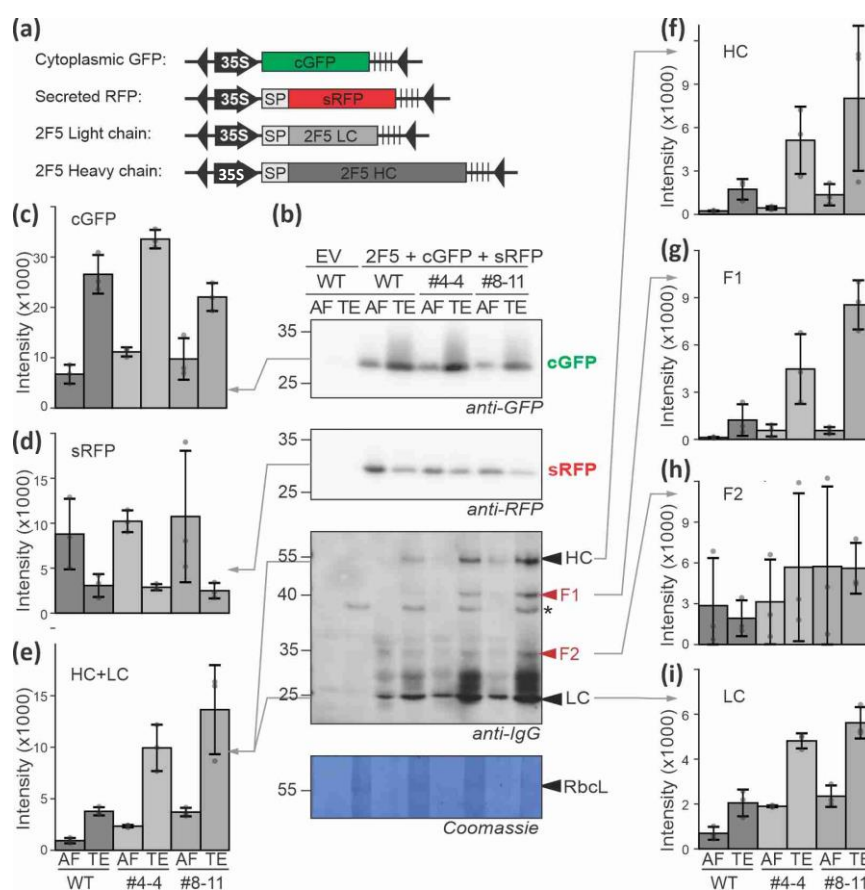 (a)
Cytoplasmic GFP: 35S cGFP
Secreted RFP: 35S SP sRFP
2F5 Light chain: 35S SP 2F5 LC
2F5 Heavy chain: 35S SP 2F5 HC
(c) cGFP
Intensity (x1000)
30
20
10
0
(d) sRFP
Intensity (x1000)
15
10
5
0
(e) HC+LC
Intensity (x1000)
15
10
5
0
AF TE AF TE AF TE
WT #4-4 #8-11
(b)
EV 2F5 + cGFP + sRFP
WT WT #4-4 #8-11
AF TE AF TE AF TE AF TE
35
25
cGFP
anti-GFP
35
25
sRFP
anti-RFP
55
40
35
25
HC
F1
*
F2
LC
anti-IgG
55
RbcL
Coomassie
(f) HC
Intensity (x1000)
9
6
3
0
(g) F1
Intensity (x1000)
9
6
3
0
(h) F2
Intensity (x1000)
12
9
6
3
0
(i) LC
Intensity (x1000)
6
4
2
0
AF TE AF TE AF TE
WT #4-4 #8-11